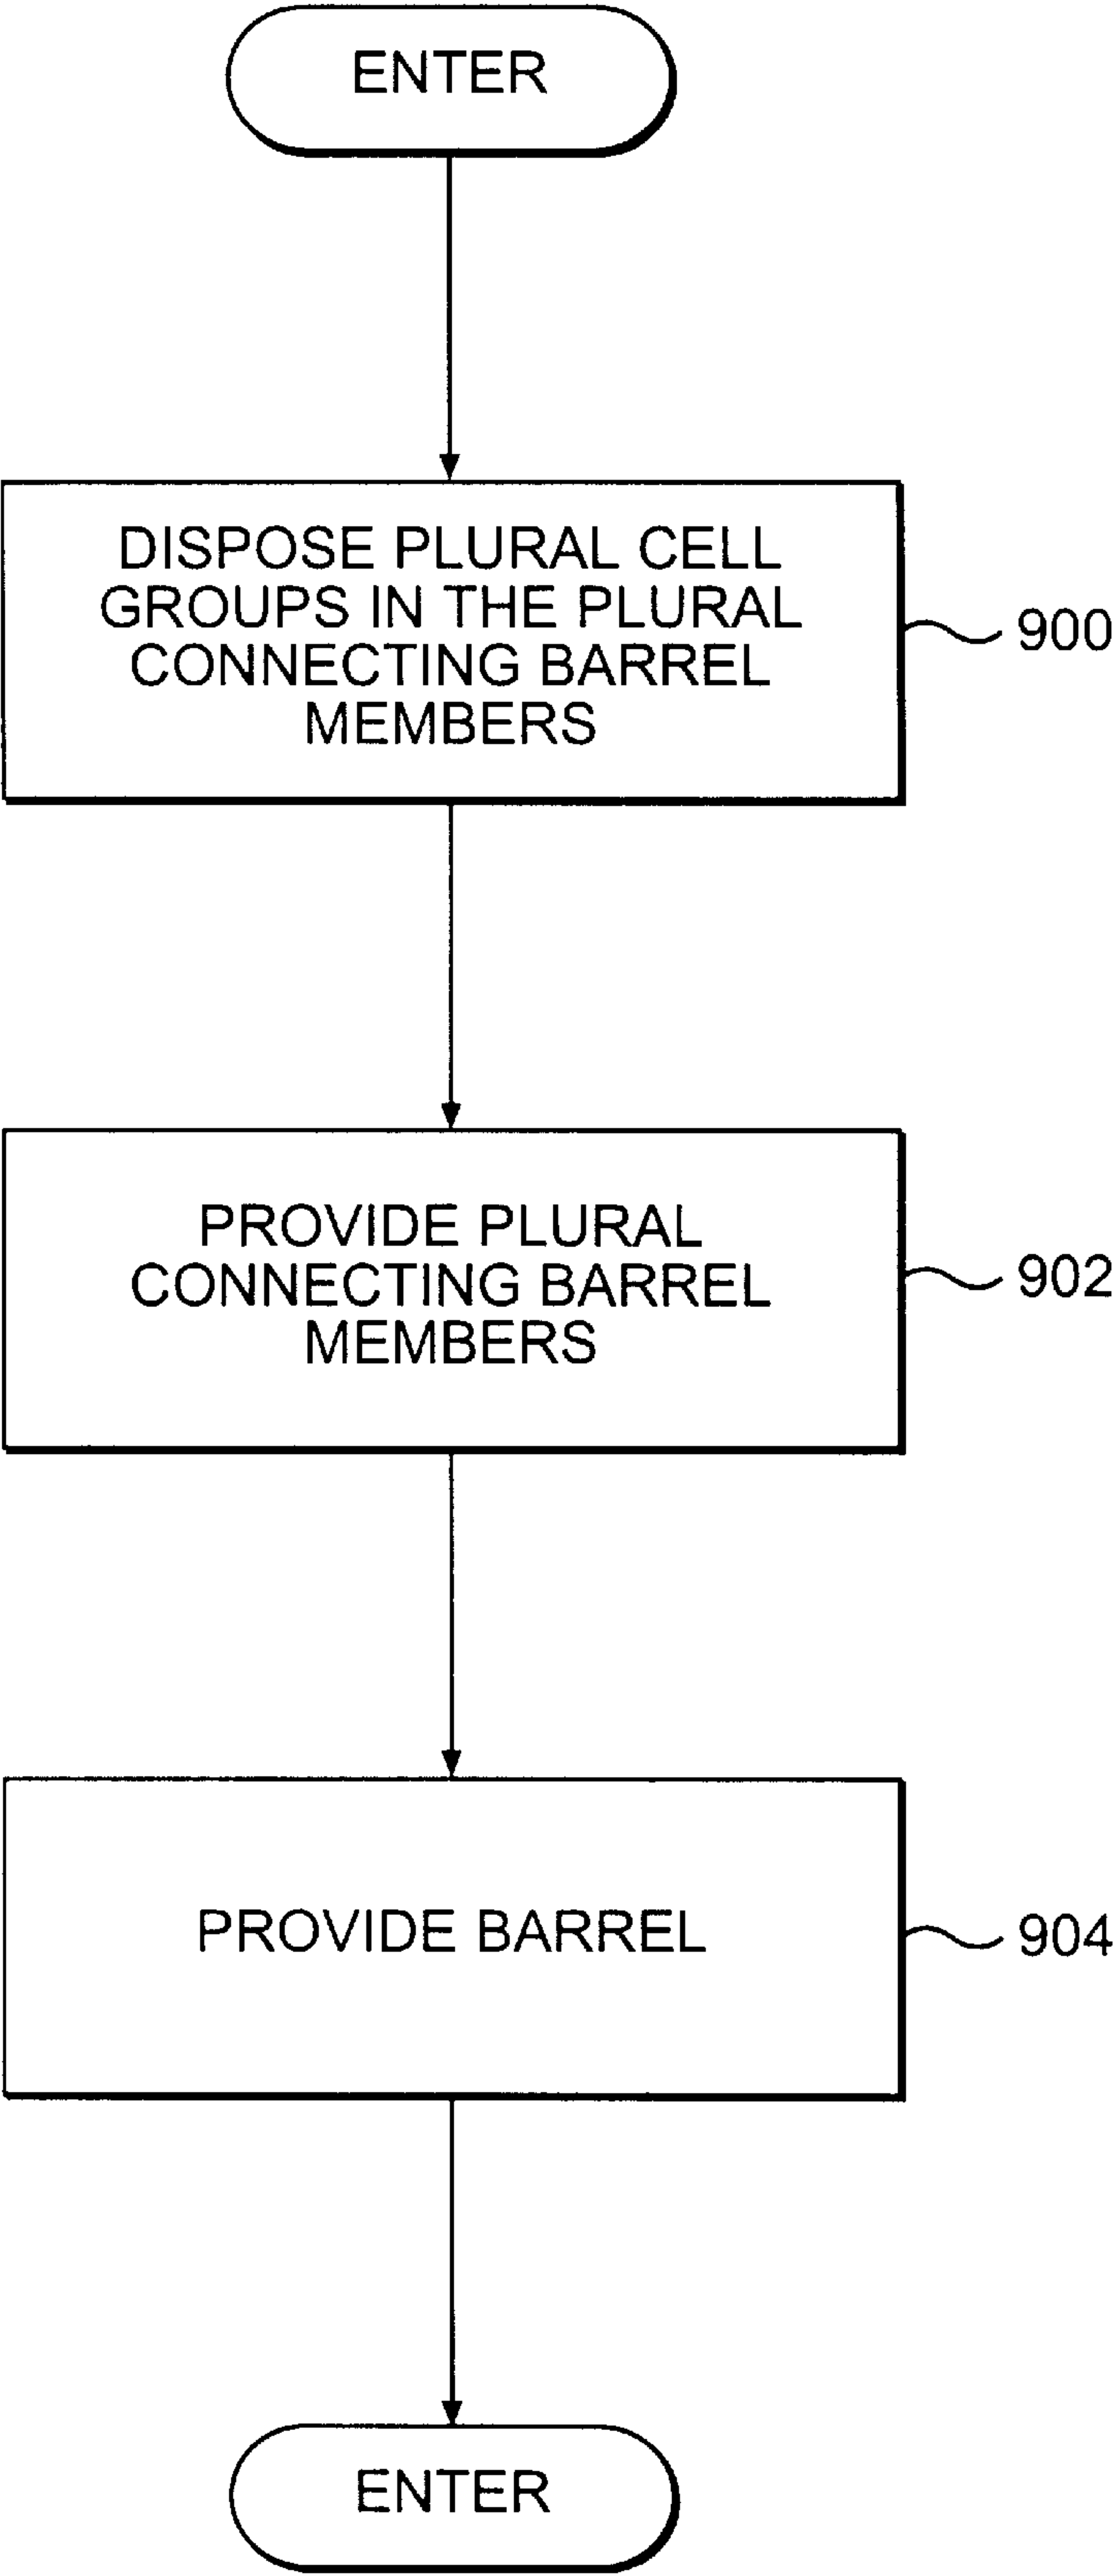 ENTER
DISPOSE PLURAL CELL
GROUPS IN THE PLURAL
CONNECTING BARREL
MEMBERS
900
PROVIDE PLURAL
CONNECTING BARREL
MEMBERS
902
PROVIDE BARREL
904
ENTER